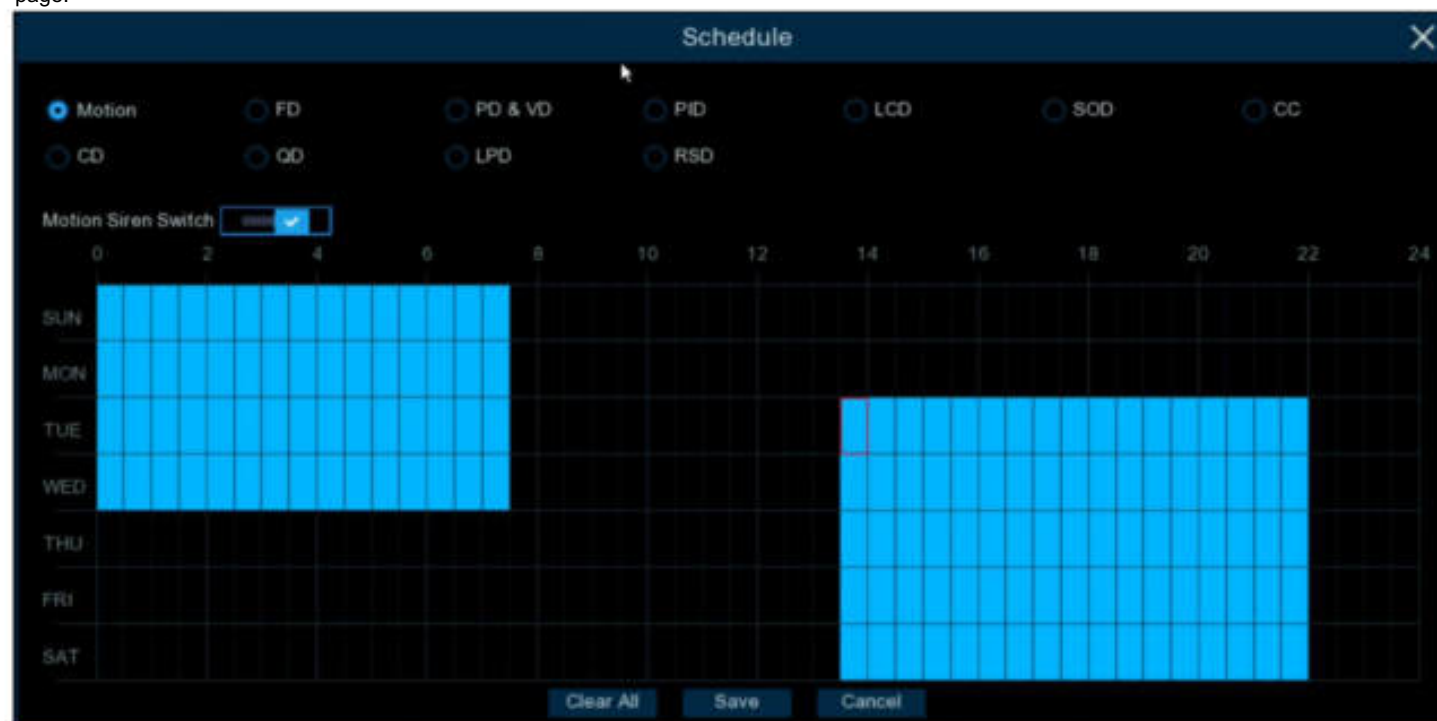 page.
Schedule
Motion FD PD & VD PID LCD SOD CC
CD QD LPD RSD
Motion Siren Switch
0 2 4 6 8 10 12 14 16 18 20 22 24
SUN
MON
TUE
WED
THU
FRI
SAT
Clear All Save Cancel